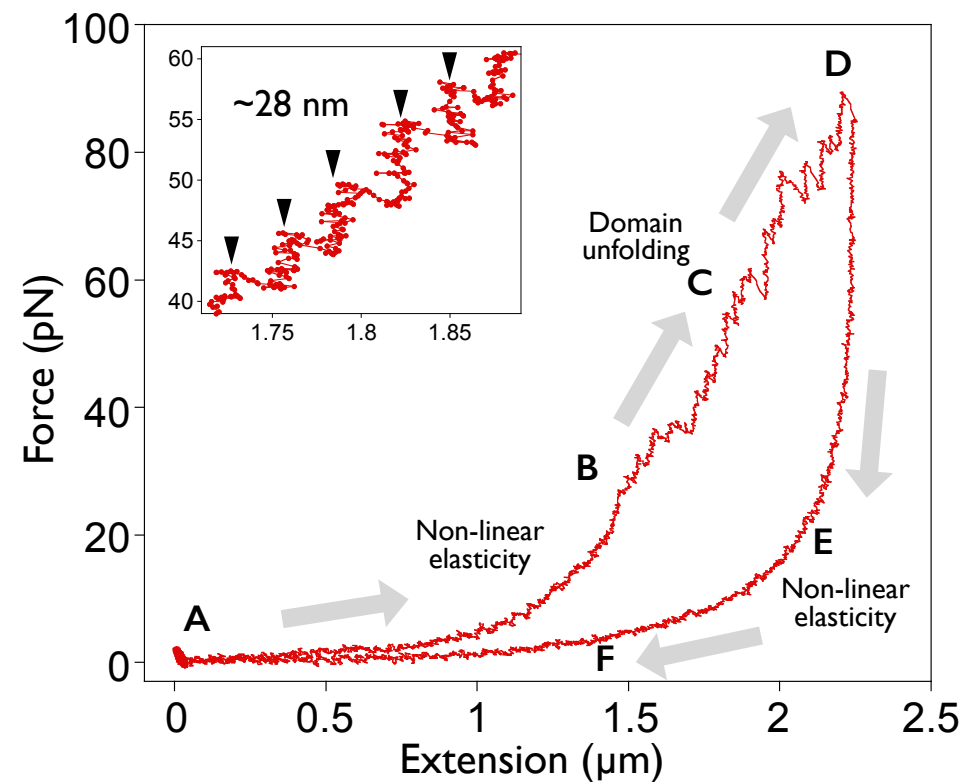 100
80
60
40
20
0
Force (pN)
60
55
50
45
40
~28 nm
1.75
1.8
1.85
D
Domain
unfolding
C
B
Non-linear
elasticity
A
E
Non-linear
elasticity
F
0
0.5
1
1.5
2
2.5
Extension (μm)